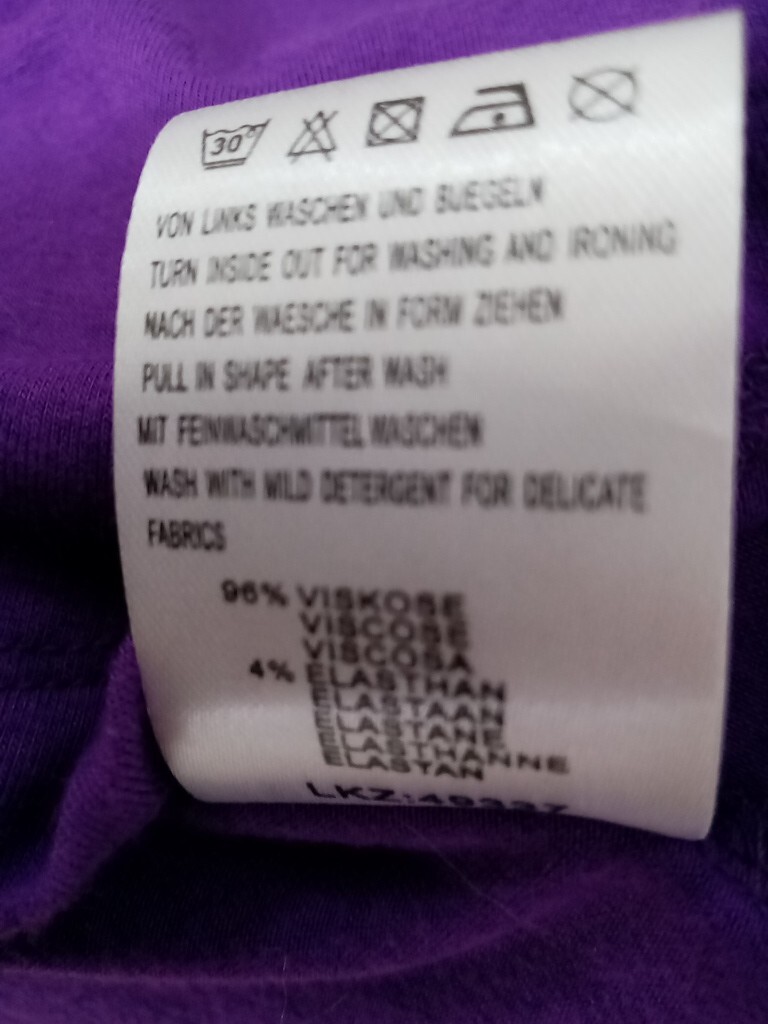 30°
VON LINKS WASCHEN UND BUEGELN
TURN INSIDE OUT FOR WASHING AND IRONING
NACH DER WAESCHE IN FORM ZIEHEN
PULL IN SHAPE AFTER WASH
MIT FEINWASCHMITTEL WASCHEN
WASH WITH MILD DETERGENT FOR DELICATE
FABRICS
96% VISKOSE
VISCOSE
VISCOSA
4% ELASTHAN
ELASTAAN
ELASTANE
ELASTHANNE
ELASTAN